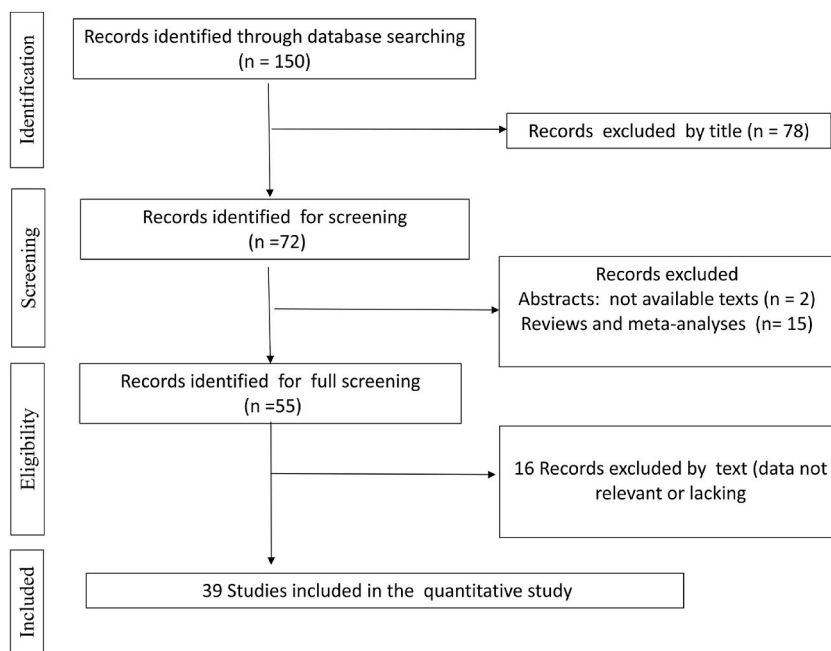 Identification
Records identified through database searching
(n = 150)
Records excluded by title (n = 78)
Screening
Records identified for screening
(n =72)
Records excluded
Abstracts: not available texts (n = 2)
Reviews and meta-analyses (n= 15)
Eligibility
Records identified for full screening
(n =55)
16 Records excluded by text (data not
relevant or lacking
Included
39 Studies included in the quantitative study